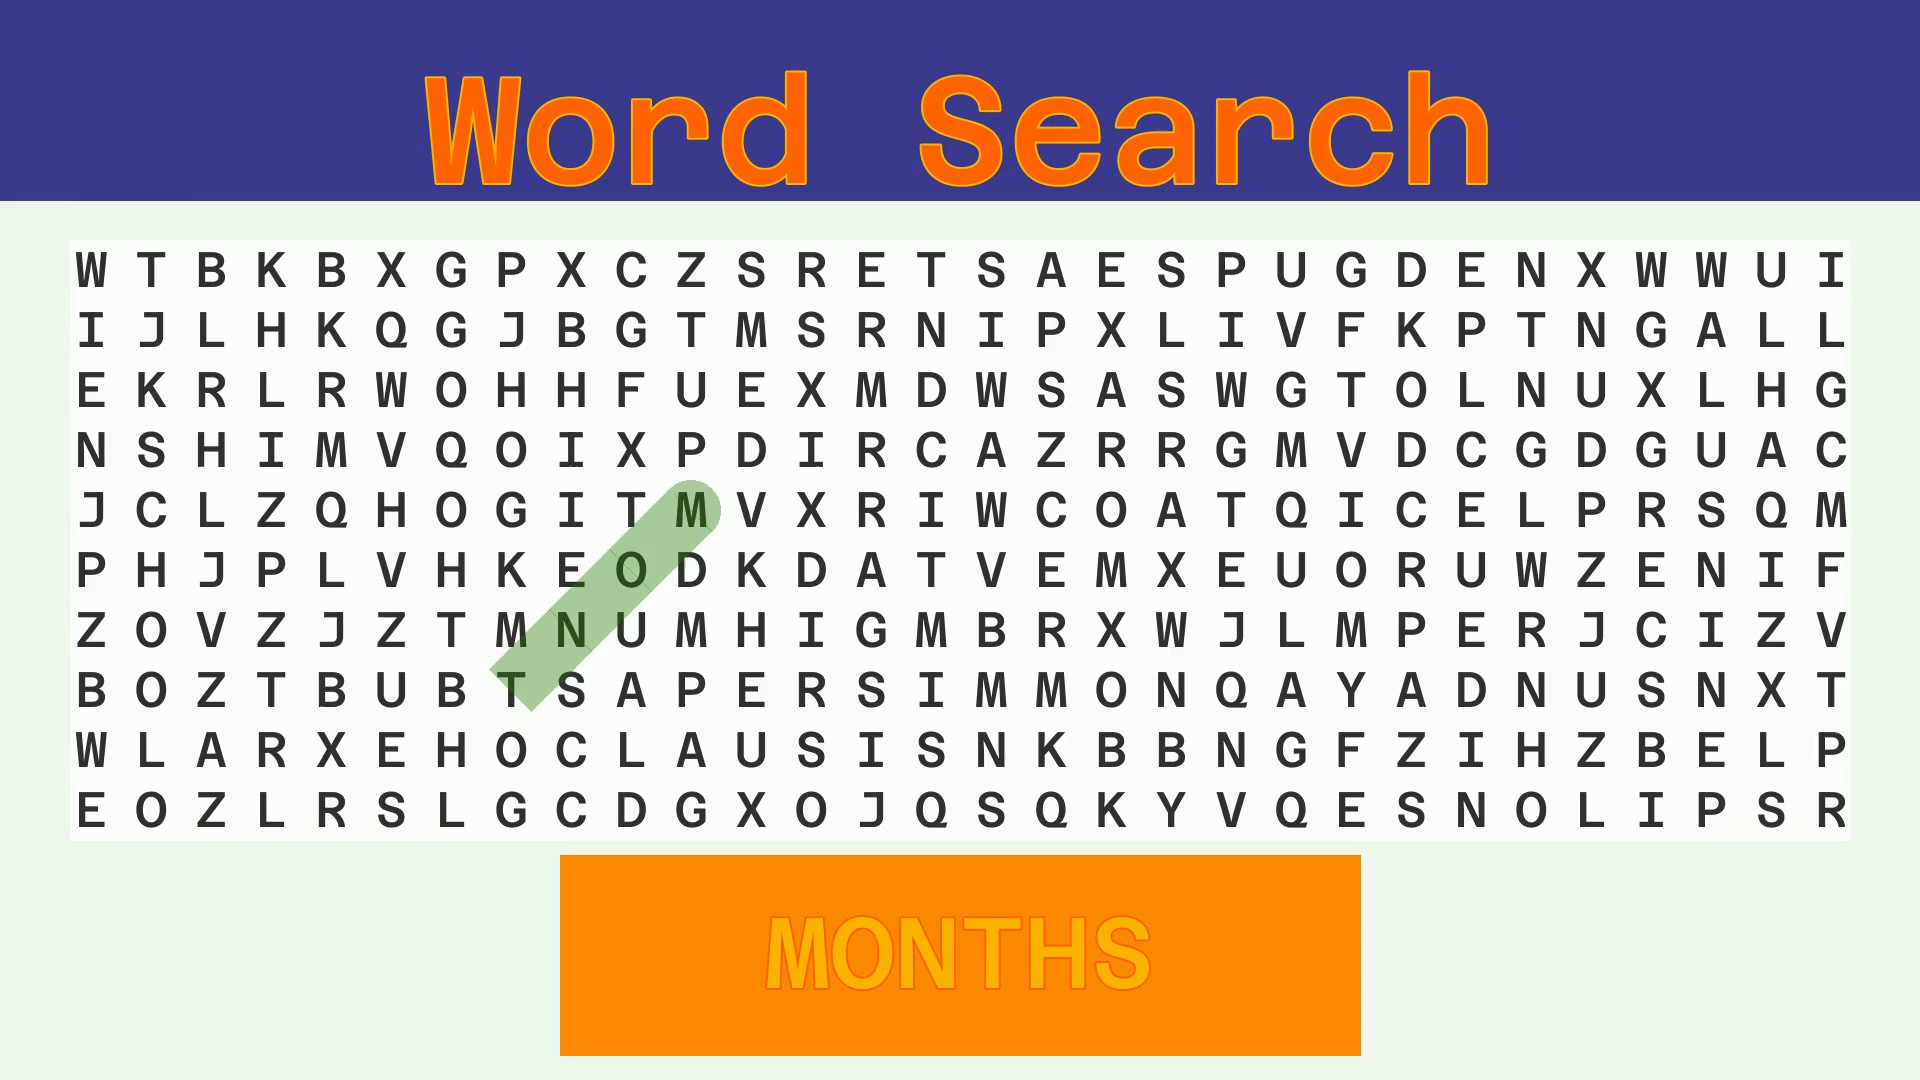 Word Search
W T B K B X G P X C Z S R E T S A E S P U G D E N X W W U I
I J L H K Q G J B G T M S R N I P X L I V F K P T N G A L L
E K R L R W O H H F U E X M D W S A S W G T O L N U X L H G
N S H I M V Q O I X P D I R C A Z R R G M V D C G D G U A C
J C L Z Q H O G I T M V X R I W C O A T Q I C E L P R S Q M
P H J P L V H K E O D K D A T V E M X E U O R U W Z E N I F
Z O V Z J Z T M N U M H I G M B R X W J L M P E R J C I Z V
B O Z T B U B T S A P E R S I M M O N Q A Y A D N U S N X T
W L A R X E H O C L A U S I S N K B B N G F Z I H Z B E L P
E O Z L R S L G C D G X O J Q S Q K Y V Q E S N O L I P S R
MONTHS